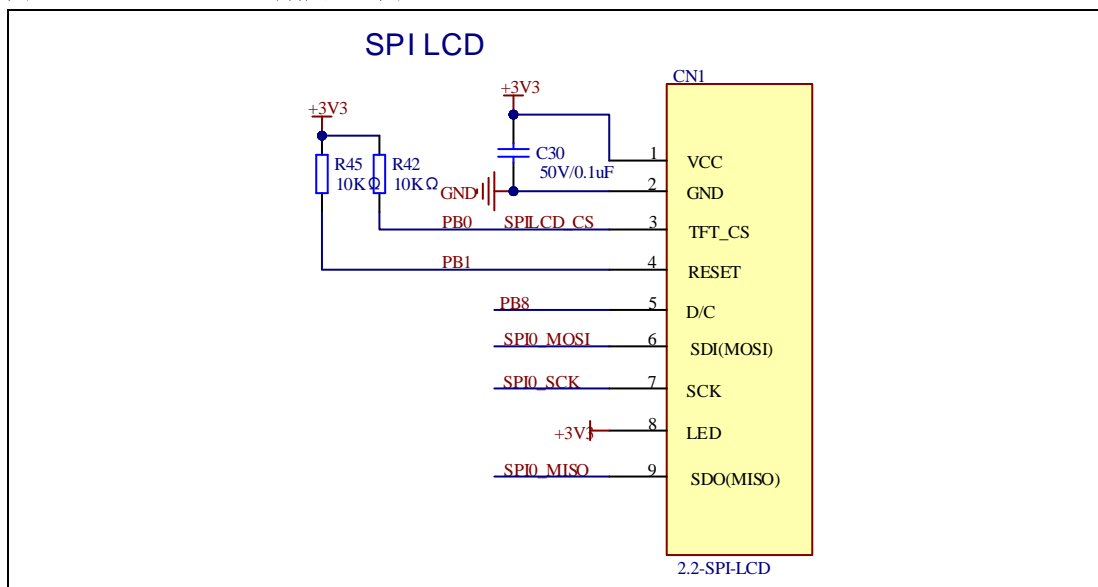 SPI LCD
CN1
+3V3
+3V3
R45
10KΩ
R42
10KΩ
C30
50V/0.1uF
GND
1 VCC
2 GND
PB0 SPILCD_CS 3 TFT_CS
PB1 4 RESET
PB8 5 D/C
SPI0_MOSI 6 SDI(MOSI)
SPI0_SCK 7 SCK
+3V3 8 LED
SPI0_MISO 9 SDO(MISO)
2.2-SPI-LCD